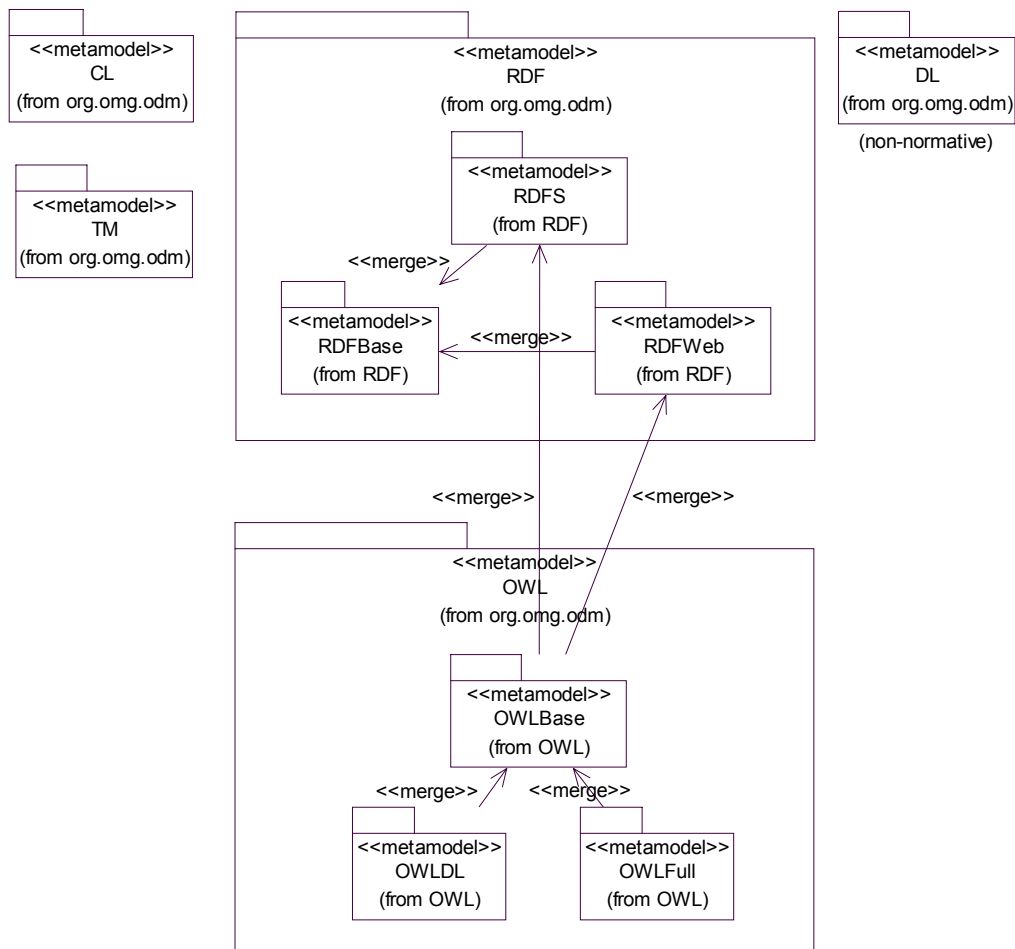 <<metamodel>>
CL
(from org.omg.odm)
<<metamodel>>
TM
(from org.omg.odm)
<<metamodel>>
RDF
(from org.omg.odm)
<<metamodel>>
DL
(from org.omg.odm)
(non-normative)
<<metamodel>>
RDFS
(from RDF)
<<merge>>
<<metamodel>>
RDFBase
(from RDF)
<<merge>>
<<metamodel>>
RDFWeb
(from RDF)
<<merge>>
<<merge>>
<<metamodel>>
OWL
(from org.omg.odm)
<<metamodel>>
OWLBase
(from OWL)
<<merge>>
<<merge>>
<<metamodel>>
OWLDL
(from OWL)
<<metamodel>>
OWLFull
(from OWL)